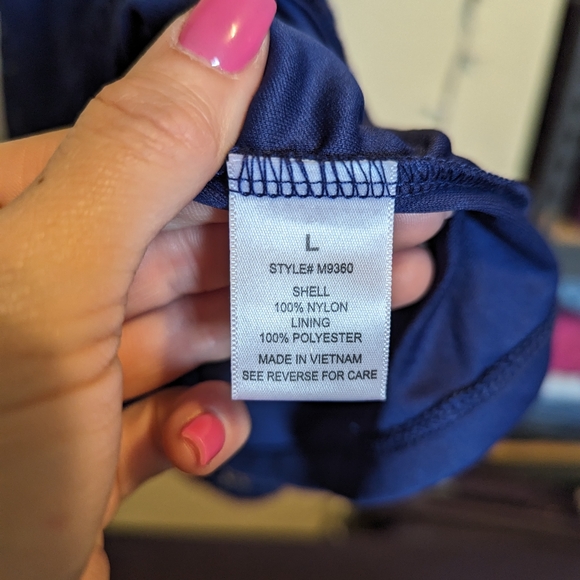 L
STYLE# M9360
SHELL
100% NYLON
LINING
100% POLYESTER
MADE IN VIETNAM
SEE REVERSE FOR CARE